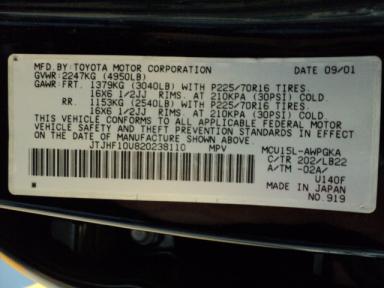 MFD.BY: TOYOTA MOTOR CORPORATION DATE 09/01
GVWR: 2247KG (4950LB)
GAWR: FRT. 1379KG (3040LB) WITH P225/70R16 TIRES,
16X6 1/2JJ RIMS, AT 210KPA (30PSI) COLD.
RR. 1153KG (2540LB) WITH P225/70R16 TIRES,
16X6 1/2JJ RIMS, AT 210KPA (30PSI) COLD.
THIS VEHICLE CONFORMS TO ALL APPLICABLE FEDERAL MOTOR
VEHICLE SAFETY STANDARDS IN EFFECT ON THE DATE OF
MANUFACTURE SHOWN ABOVE.
JTJHF10U820238110 MPV
MCU15L-AWPGKA
C/TR 202/LB22
A/TM -02A/
U140F
MADE IN JAPAN
NO.919